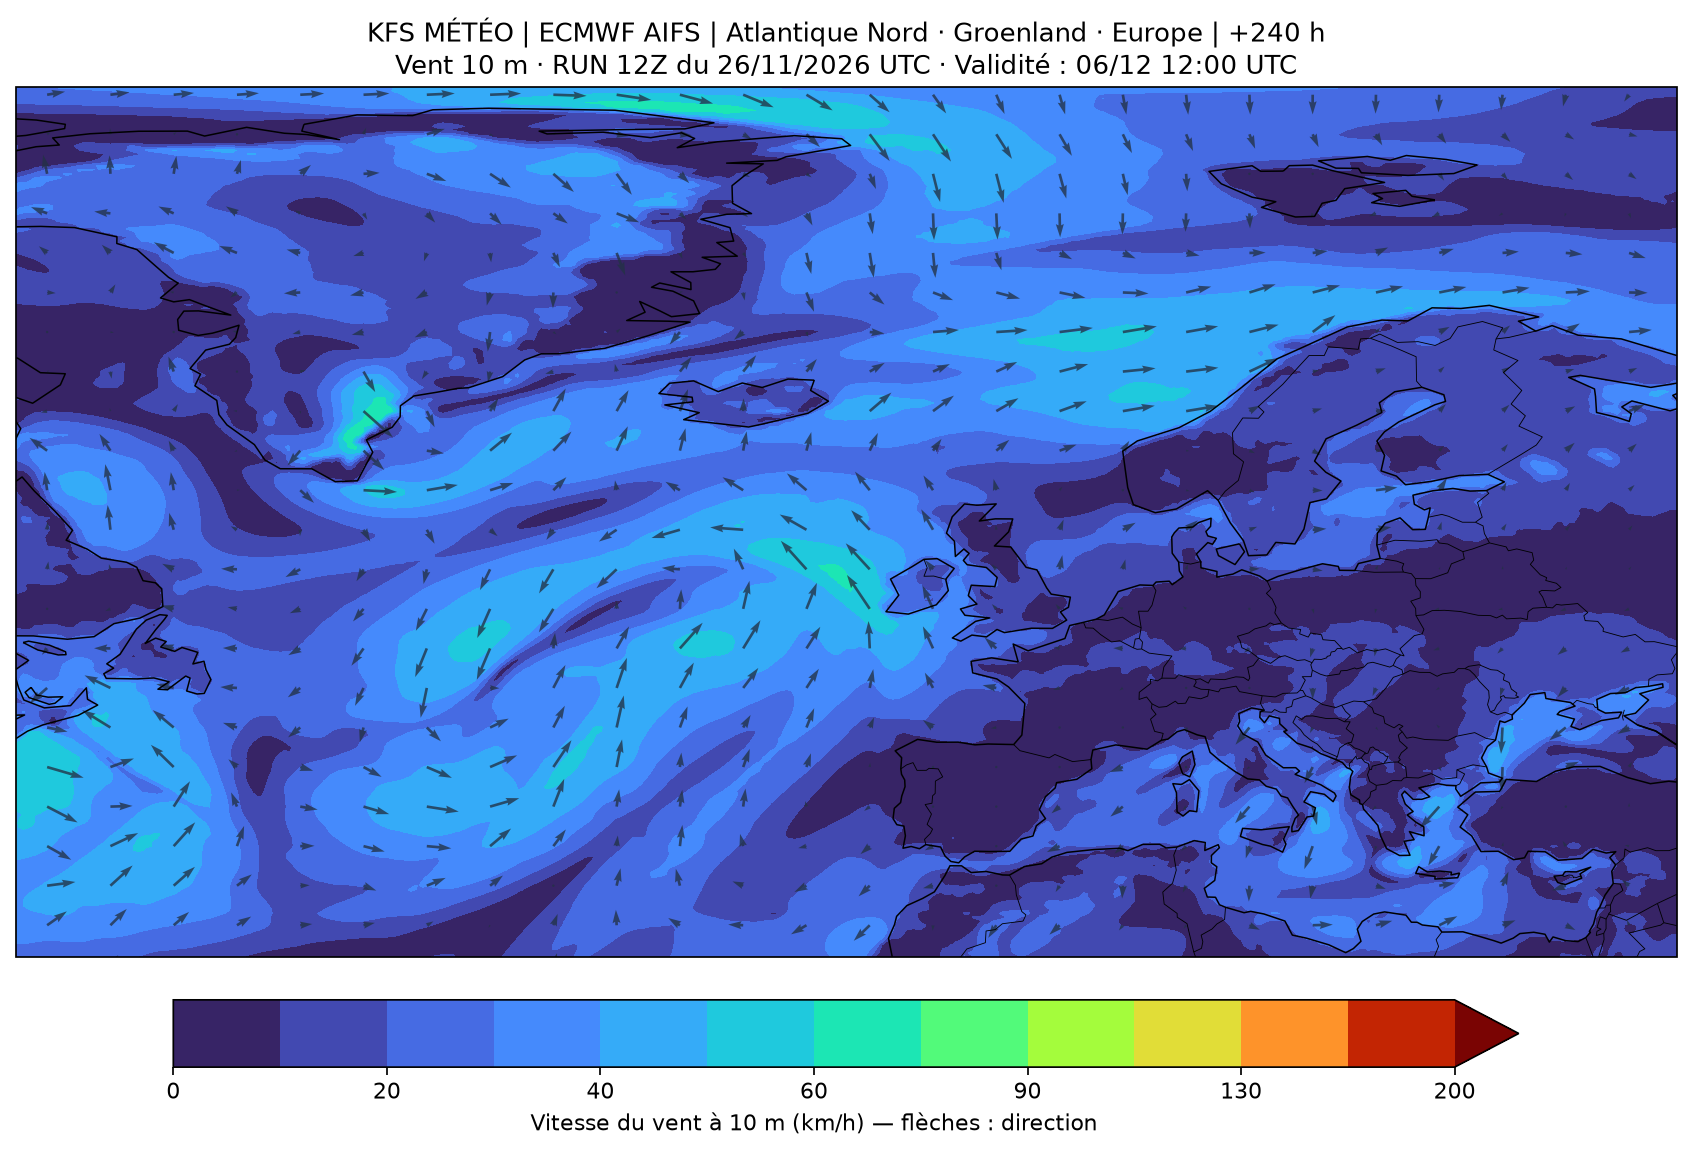 KFS MÉTÉO | ECMWF AIFS | Atlantique Nord · Groenland · Europe | +240 h
Vent 10 m · RUN 12Z du 26/11/2026 UTC · Validité : 06/12 12:00 UTC
0 20 40 60 90 130 200
Vitesse du vent à 10 m (km/h) — flèches : direction